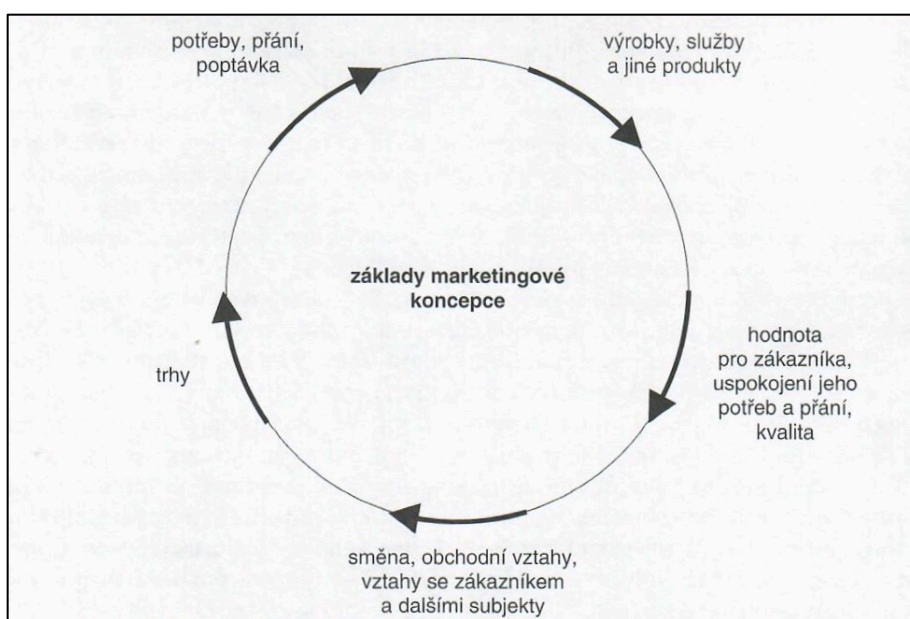 potřeby, přání,
poptávka
výrobky, služby
a jiné produkty
základy marketingové
koncepce
hodnota
pro zákazníka,
uspokojení jeho
potřeb a přání,
kvalita
trhy
směna, obchodní vztahy,
vztahy se zákazníkem
a dalšími subjekty